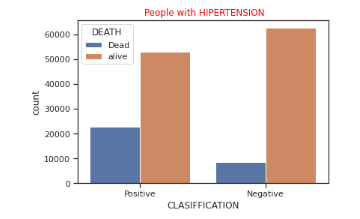 People with HIPERTENSION
DEATH
Dead
alive
60000
50000
40000
30000
20000
10000
0
count
Positive
Negative
CLASIFFICATION